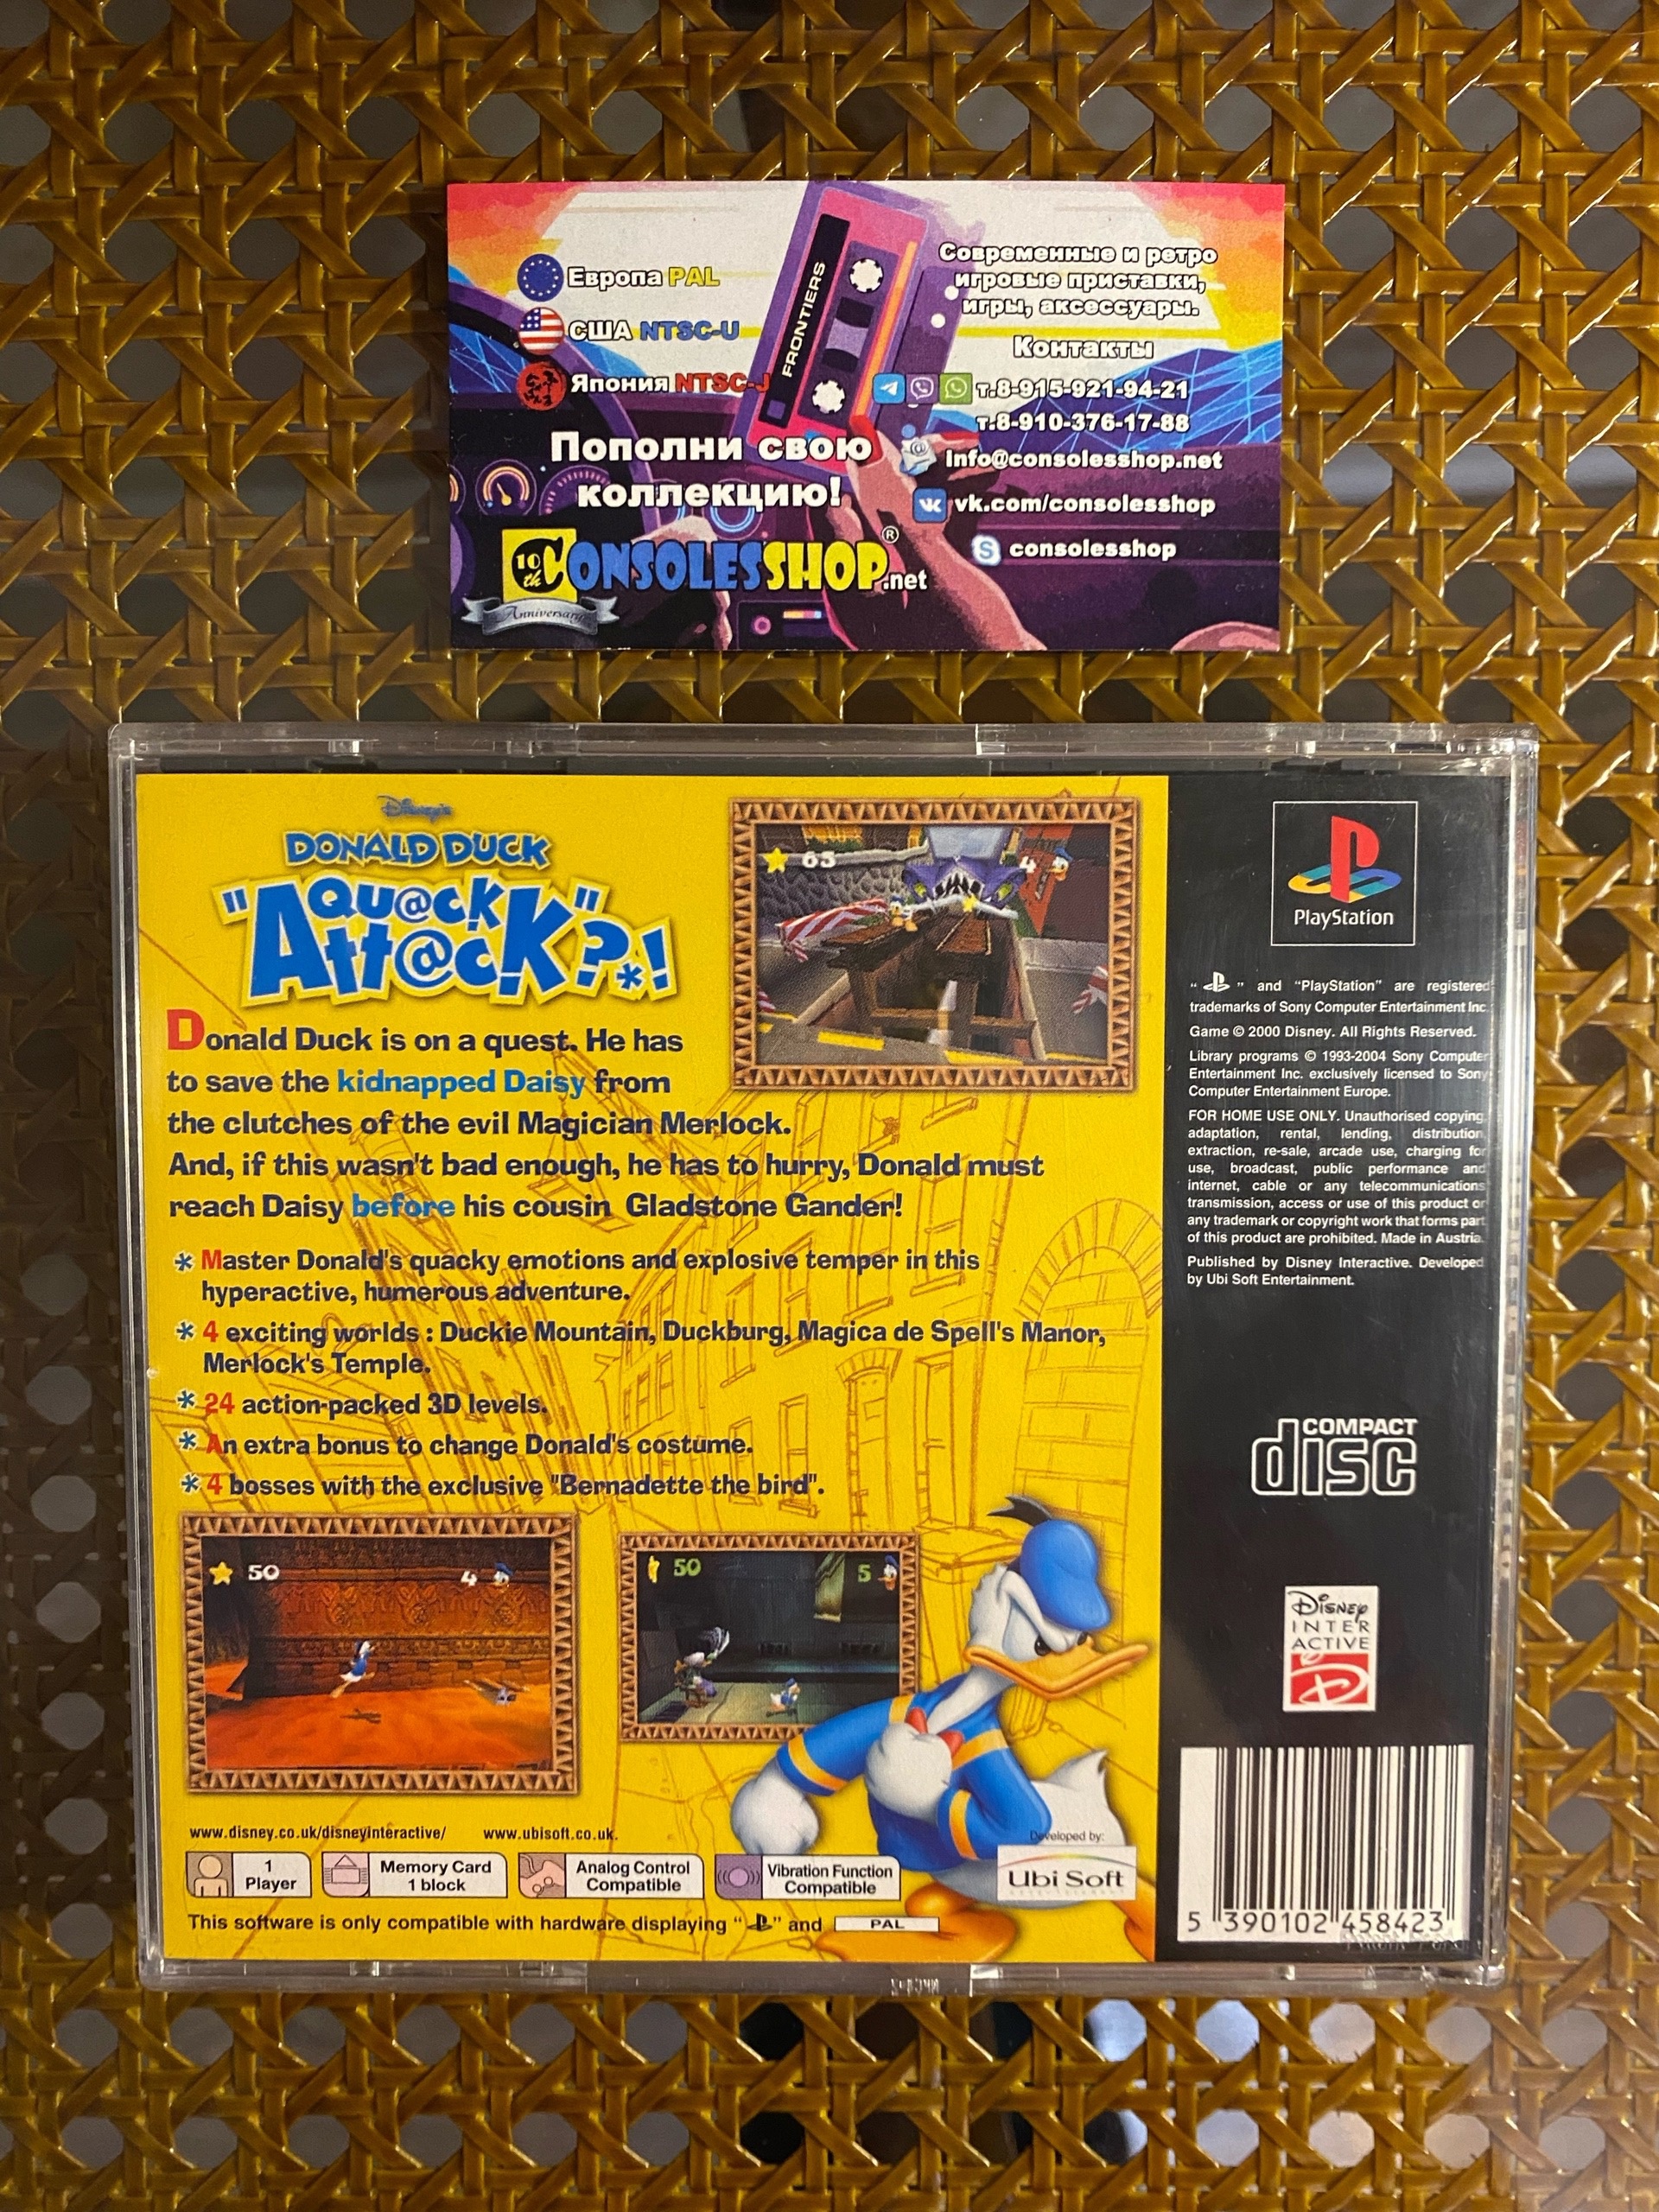 Европа PAL
США NTSC-U
Япония NTSC-J
Пополни свою
коллекцию!
10th
CONSOLESSHOP.net
®
Anniversary
FRONTIERS
Современные и ретро
игровые приставки,
игры, аксессуары.
Контакты
т.8-915-921-94-21
т.8-910-376-17-88
info@consolesshop.net
vk.com/consolesshop
consolesshop
Disney's
DONALD DUCK
"QU@CK
Att@cK"?*!
Donald Duck is on a quest. He has
to save the kidnapped Daisy from
the clutches of the evil Magician Merlock.
And, if this wasn't bad enough, he has to hurry, Donald must
reach Daisy before his cousin Gladstone Gander!
* Master Donald's quacky emotions and explosive temper in this
hyperactive, humerous adventure.
* 4 exciting worlds : Duckie Mountain, Duckburg, Magica de Spell's Manor,
Merlock's Temple.
* 24 action-packed 3D levels.
* An extra bonus to change Donald's costume.
* 4 bosses with the exclusive "Bernadette the bird".
63 4
50 4
50 5
www.disney.co.uk/disneyinteractive/ www.ubisoft.co.uk.
1
Player
Memory Card
1 block
Analog Control
Compatible
Vibration Function
Compatible
Developed by:
Ubi Soft
This software is only compatible with hardware displaying " " and PAL
PlayStation
" " and "PlayStation" are registered
trademarks of Sony Computer Entertainment Inc.
Game © 2000 Disney. All Rights Reserved.
Library programs © 1993-2004 Sony Computer
Entertainment Inc. exclusively licensed to Sony
Computer Entertainment Europe.
FOR HOME USE ONLY. Unauthorised copying,
adaptation, rental, lending, distribution,
extraction, re-sale, arcade use, charging for
use, broadcast, public performance and
internet, cable or any telecommunications
transmission, access or use of this product or
any trademark or copyright work that forms part
of this product are prohibited. Made in Austria.
Published by Disney Interactive. Developed
by Ubi Soft Entertainment.
COMPACT
disc
DISNEY
INTER
ACTIVE
5 390102 458423